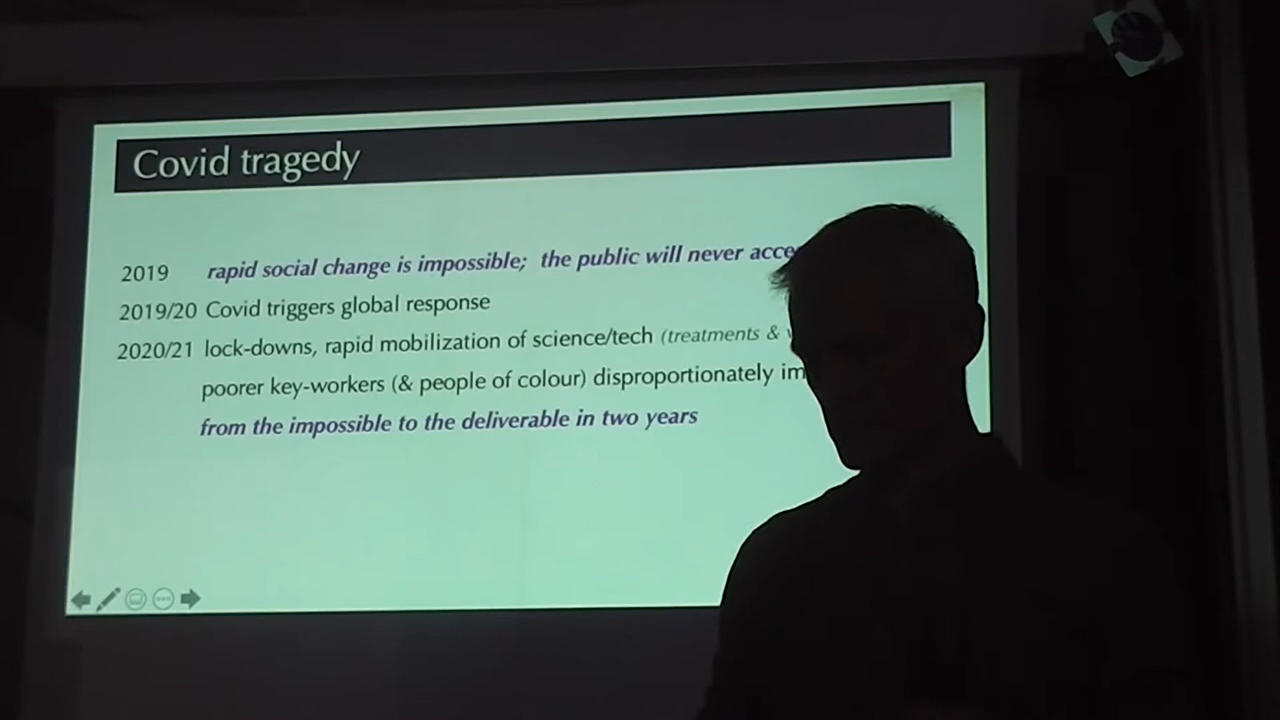 Covid tragedy
2019 rapid social change is impossible; the public will never
2019/20 Covid triggers global response
2020/21 lock-downs, rapid mobilization of science/tech (treatments &
poorer key-workers (& people of colour) disproportionately
from the impossible to the deliverable in two years